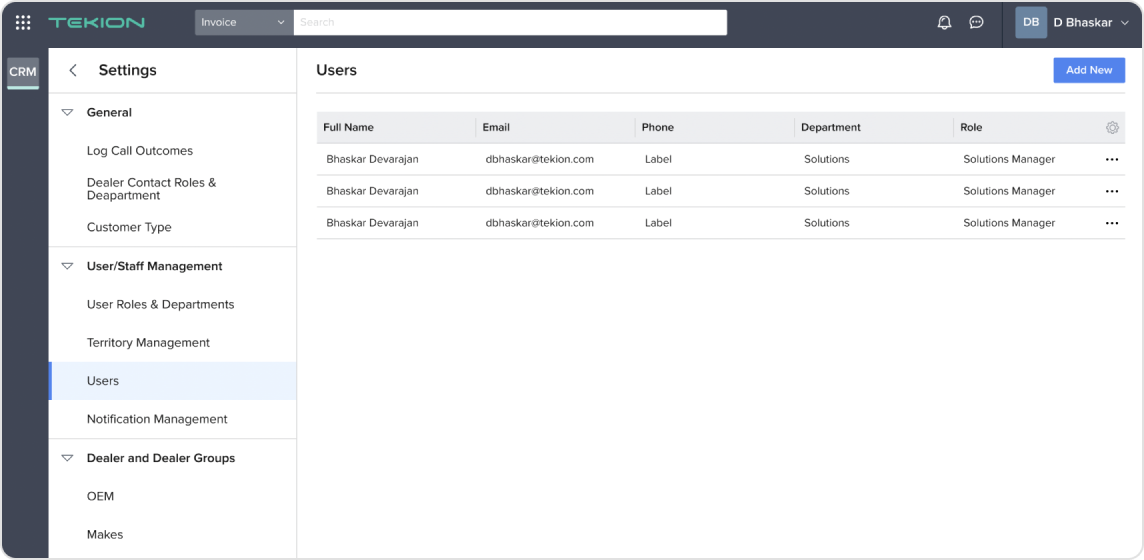 TEKION
Invoice
Search
DB
D Bhaskar
CRM
Settings
General
Log Call Outcomes
Dealer Contact Roles &
Deapartment
Customer Type
User/Staff Management
User Roles & Departments
Territory Management
Users
Notification Management
Dealer and Dealer Groups
OEM
Makes
Users
Add New
Full Name Email Phone Department Role
Bhaskar Devarajan dbhaskar@tekion.com Label Solutions Solutions Manager
Bhaskar Devarajan dbhaskar@tekion.com Label Solutions Solutions Manager
Bhaskar Devarajan dbhaskar@tekion.com Label Solutions Solutions Manager